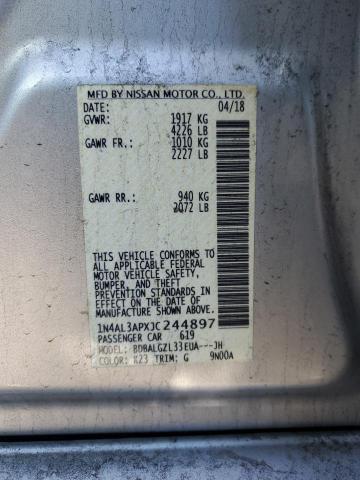 MFD BY NISSAN MOTOR CO., LTD.
DATE: 04/18
GVWR: 1917 KG
4226 LB
GAWR FR.: 1010 KG
2227 LB
GAWR RR.: 940 KG
2072 LB
THIS VEHICLE CONFORMS TO
ALL APPLICABLE FEDERAL
MOTOR VEHICLE SAFETY,
BUMPER, AND THEFT
PREVENTION STANDARDS
IN EFFECT ON THE DATE OF
MANUFACTURE SHOWN ABOVE.
1N4AL3APXJC244897
PASSENGER CAR 619
MODEL: BDBALGZL33EUA---JH
COLOR: K23 TRIM: G 9N00A